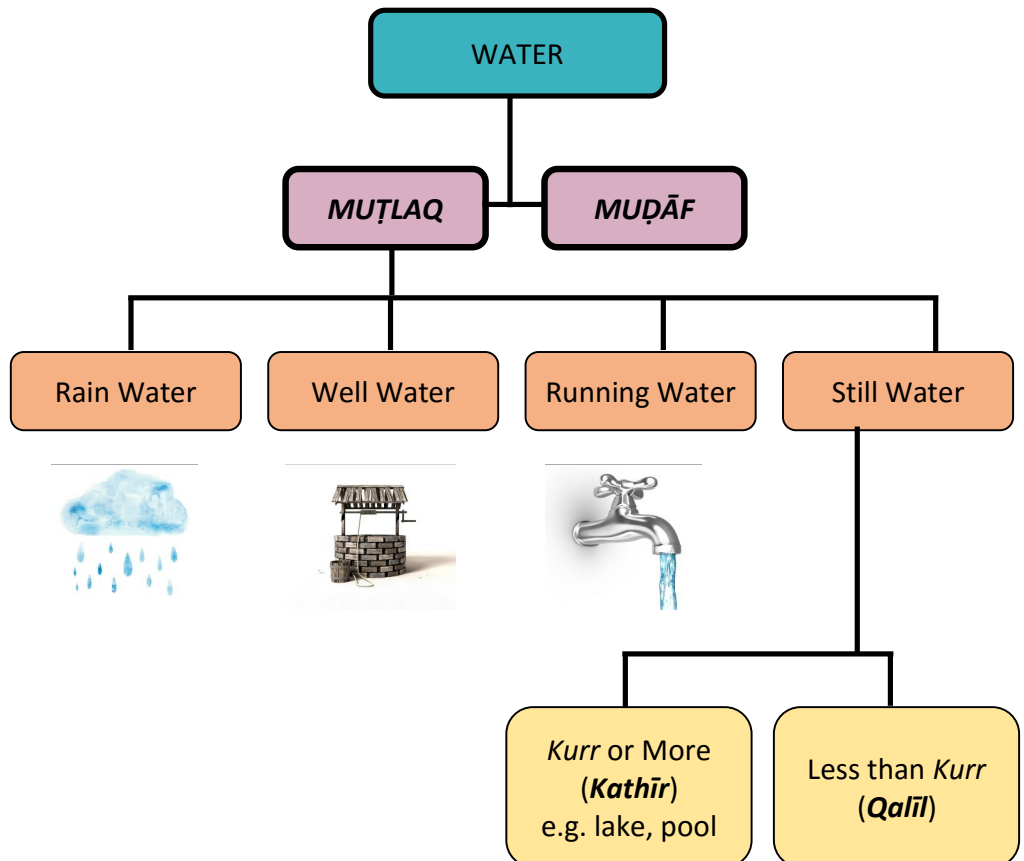 WATER
MUṬLAQ
MUḌĀF
Rain Water
Well Water
Running Water
Still Water
Kurr or More
(Kathīr)
e.g. lake, pool
Less than Kurr
(Qalīl)